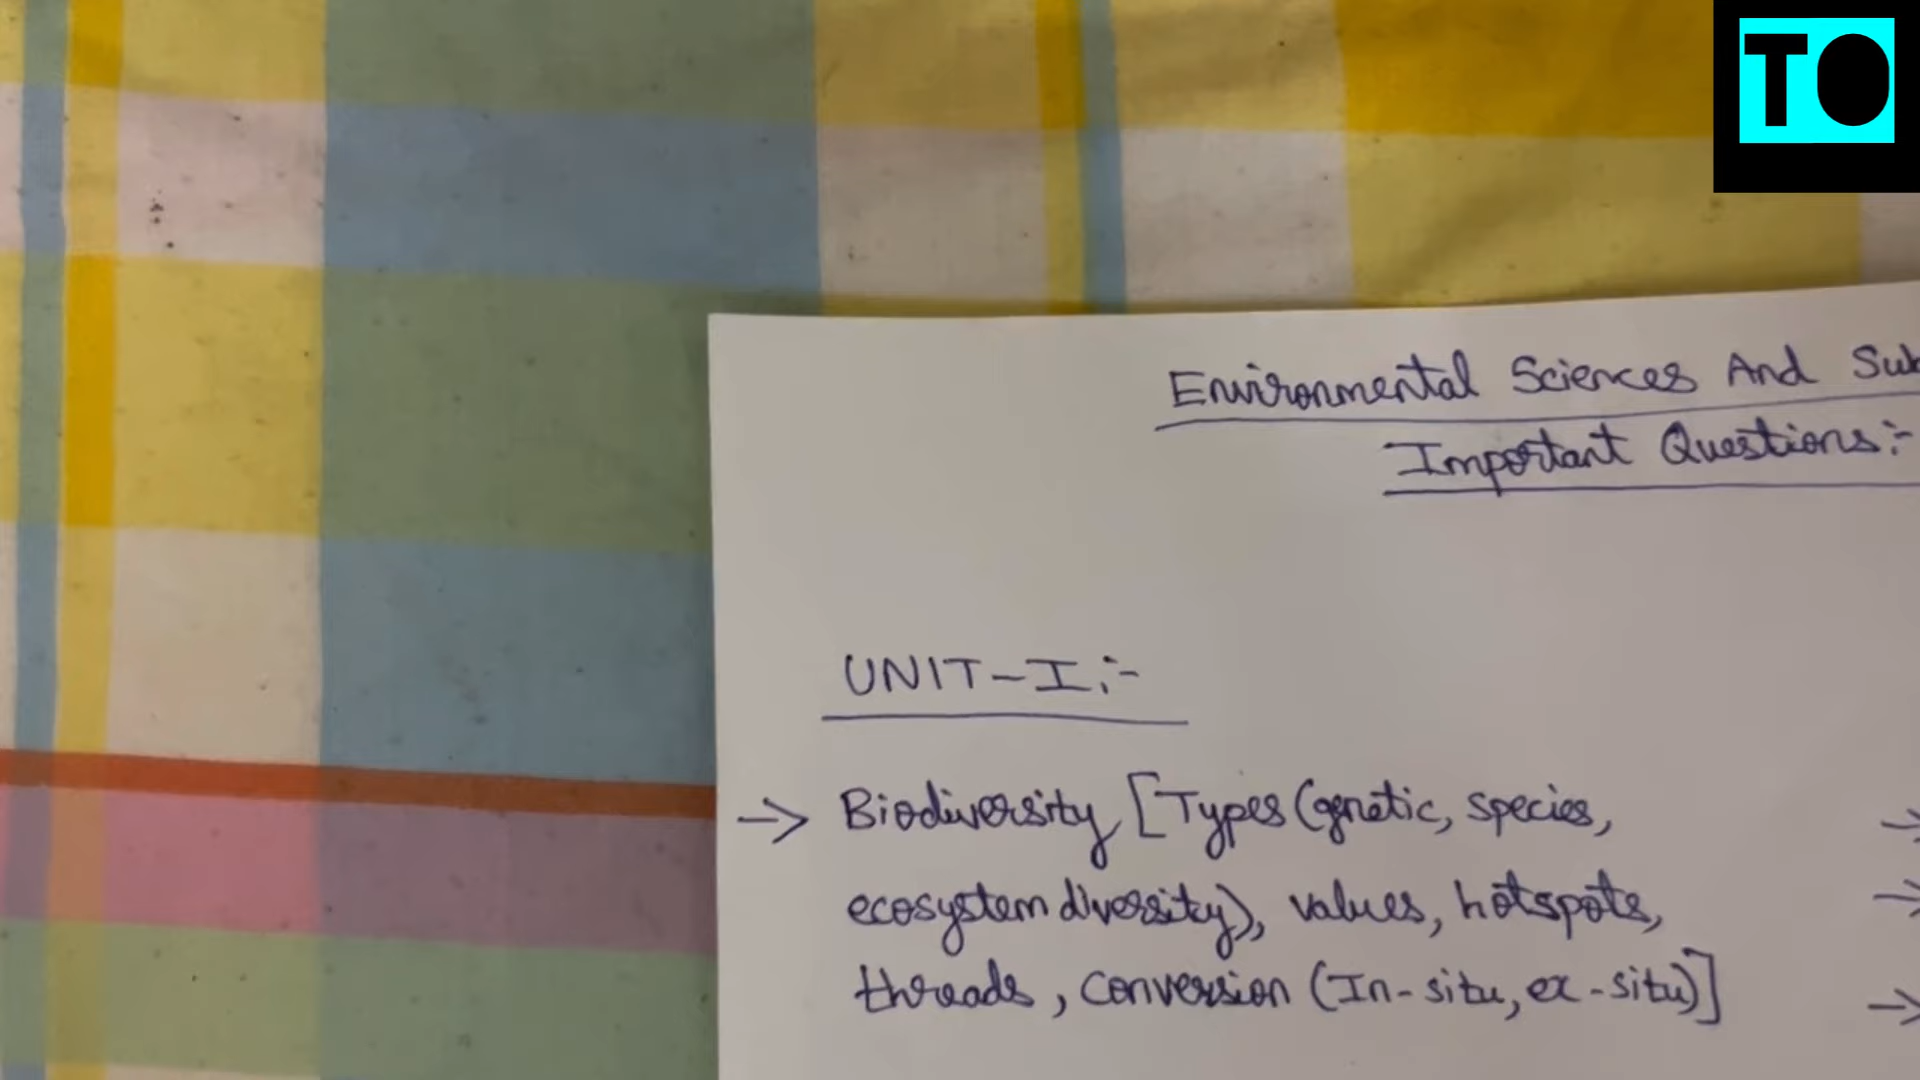 TO
Environmental Sciences And Sub
Important Questions:-
UNIT-I:-
→ Biodiversity [Types (genetic, species,
ecosystem diversity), values, hotspots,
threads, conversion (In-situ, ex-situ)]